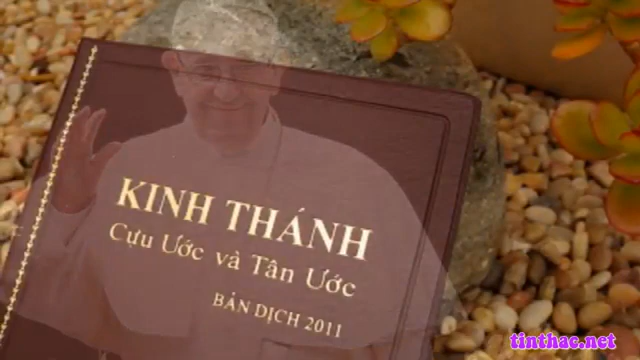 KINH THÁNH
Cựu Ước và Tân Ước
BẢN DỊCH 2011
tinthac.net